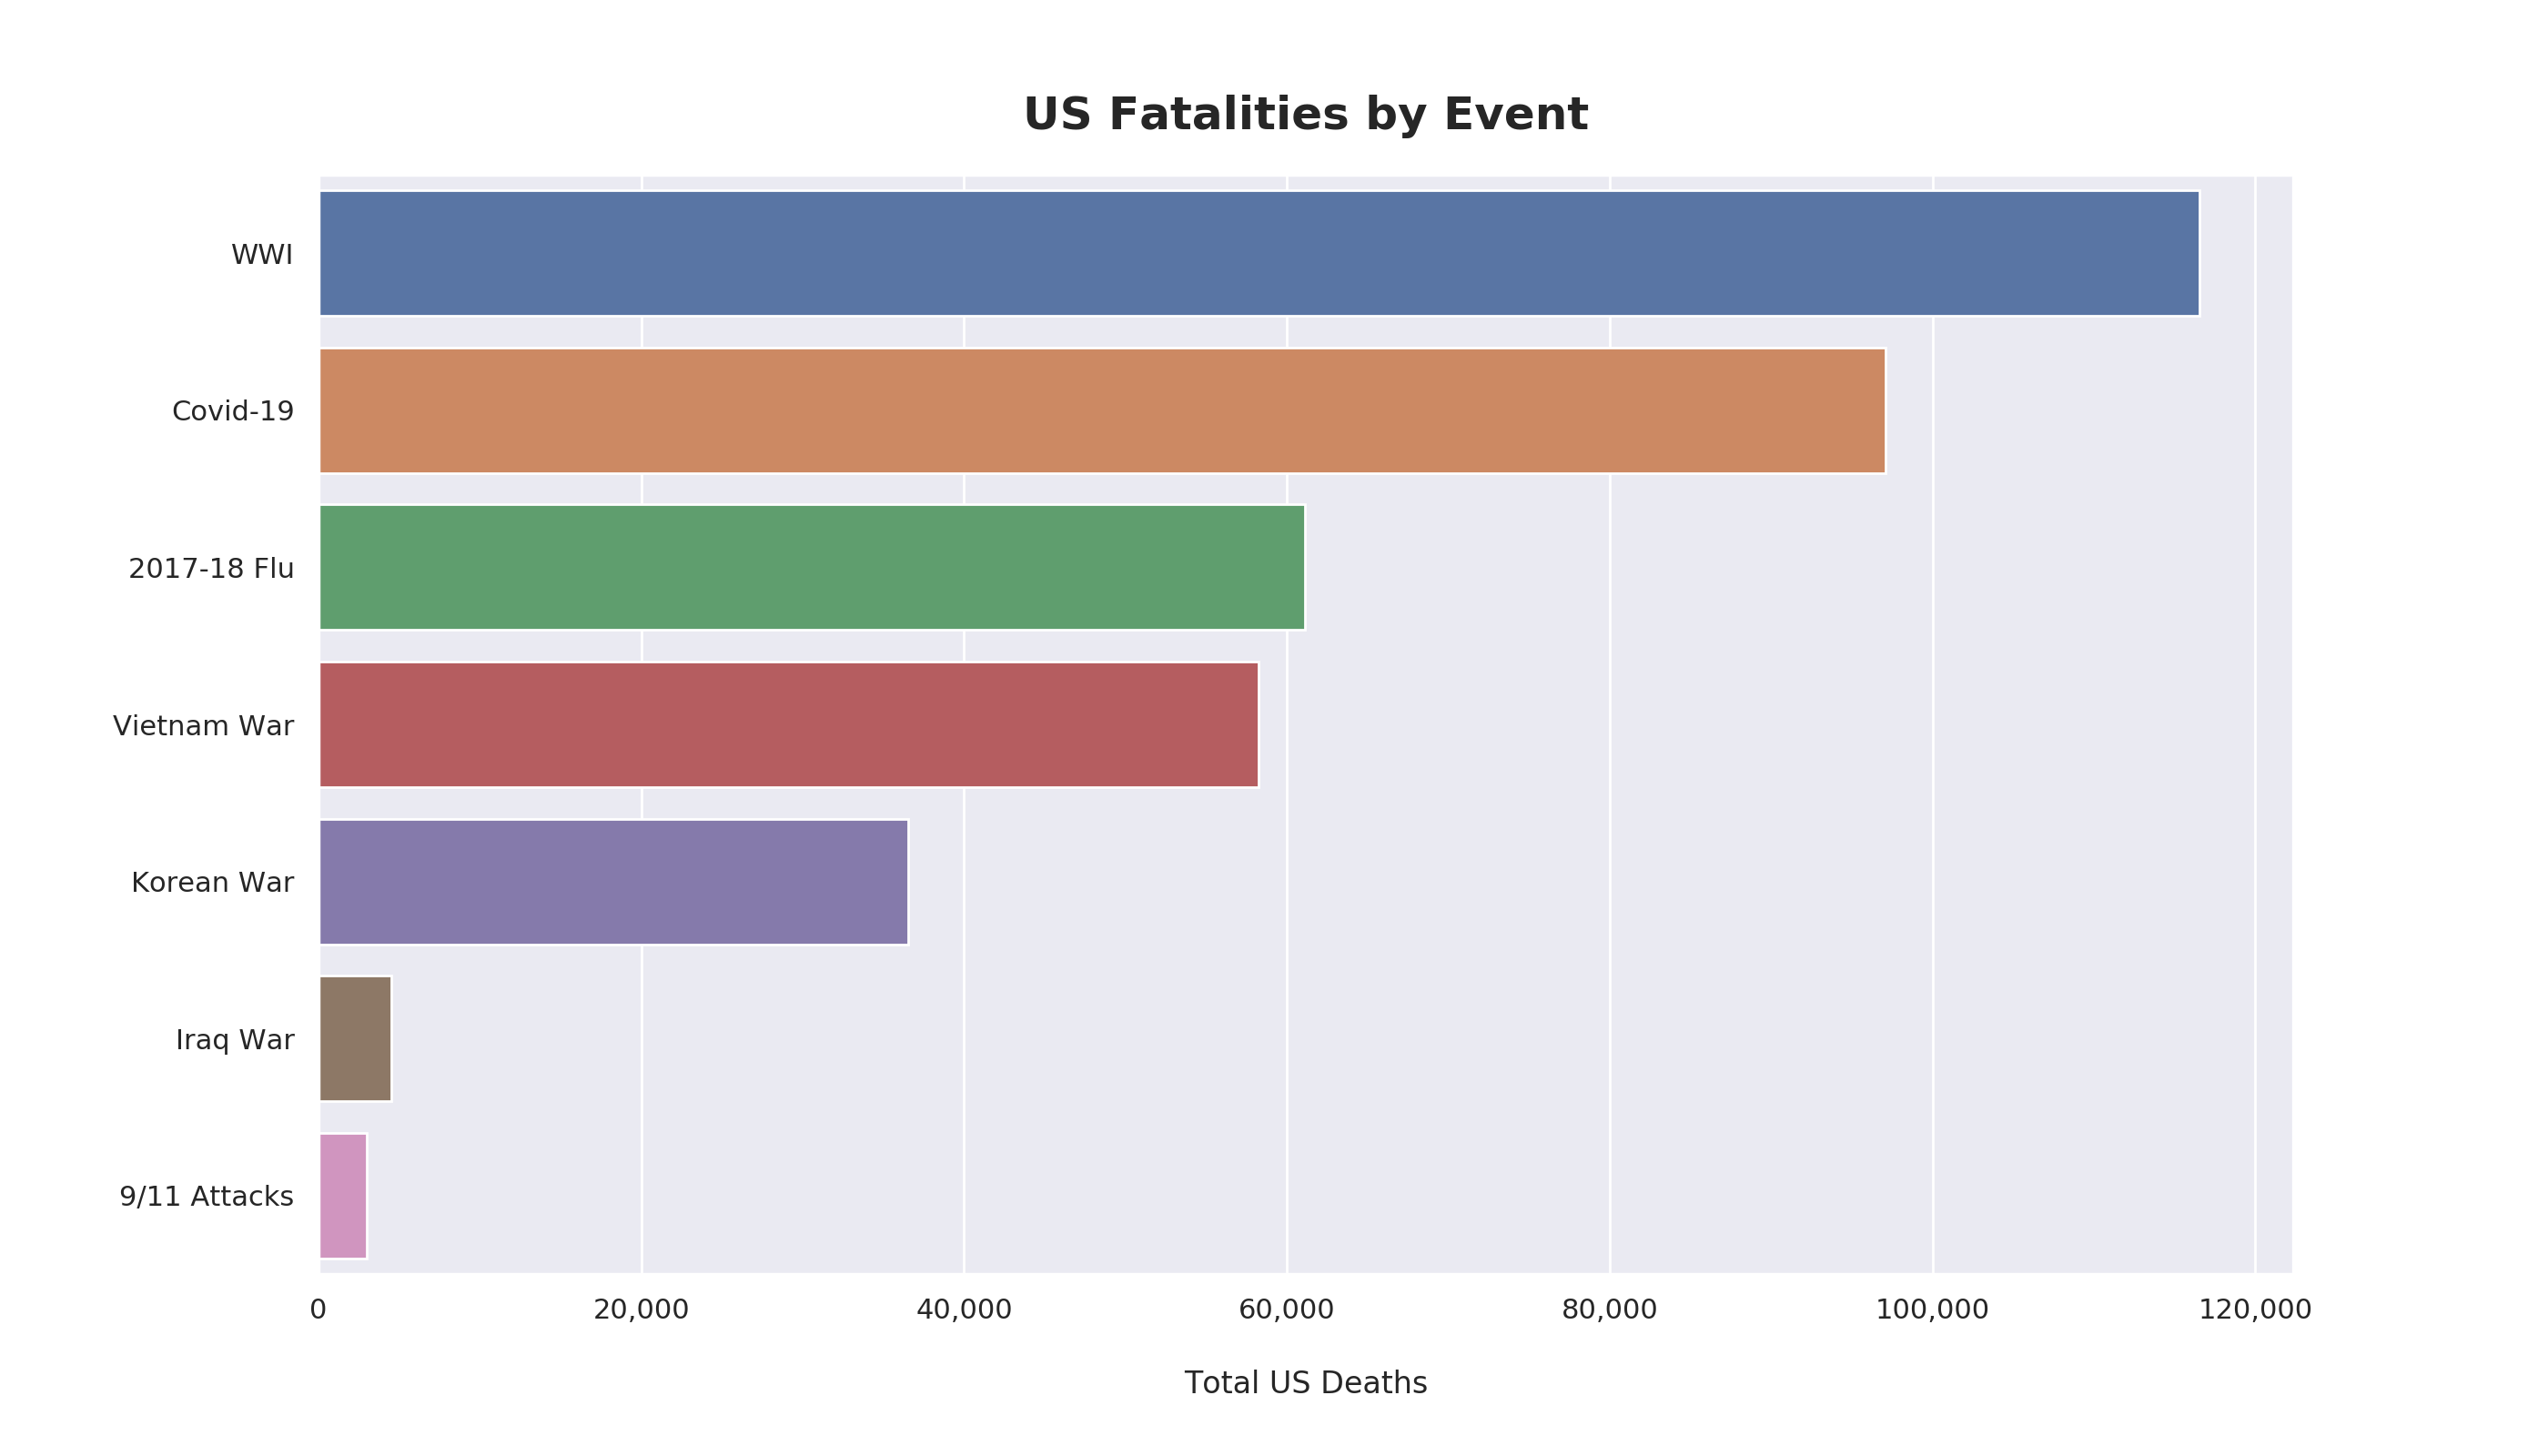 US Fatalities by Event
WWI
Covid-19
2017-18 Flu
Vietnam War
Korean War
Iraq War
9/11 Attacks
0 20,000 40,000 60,000 80,000 100,000 120,000
Total US Deaths